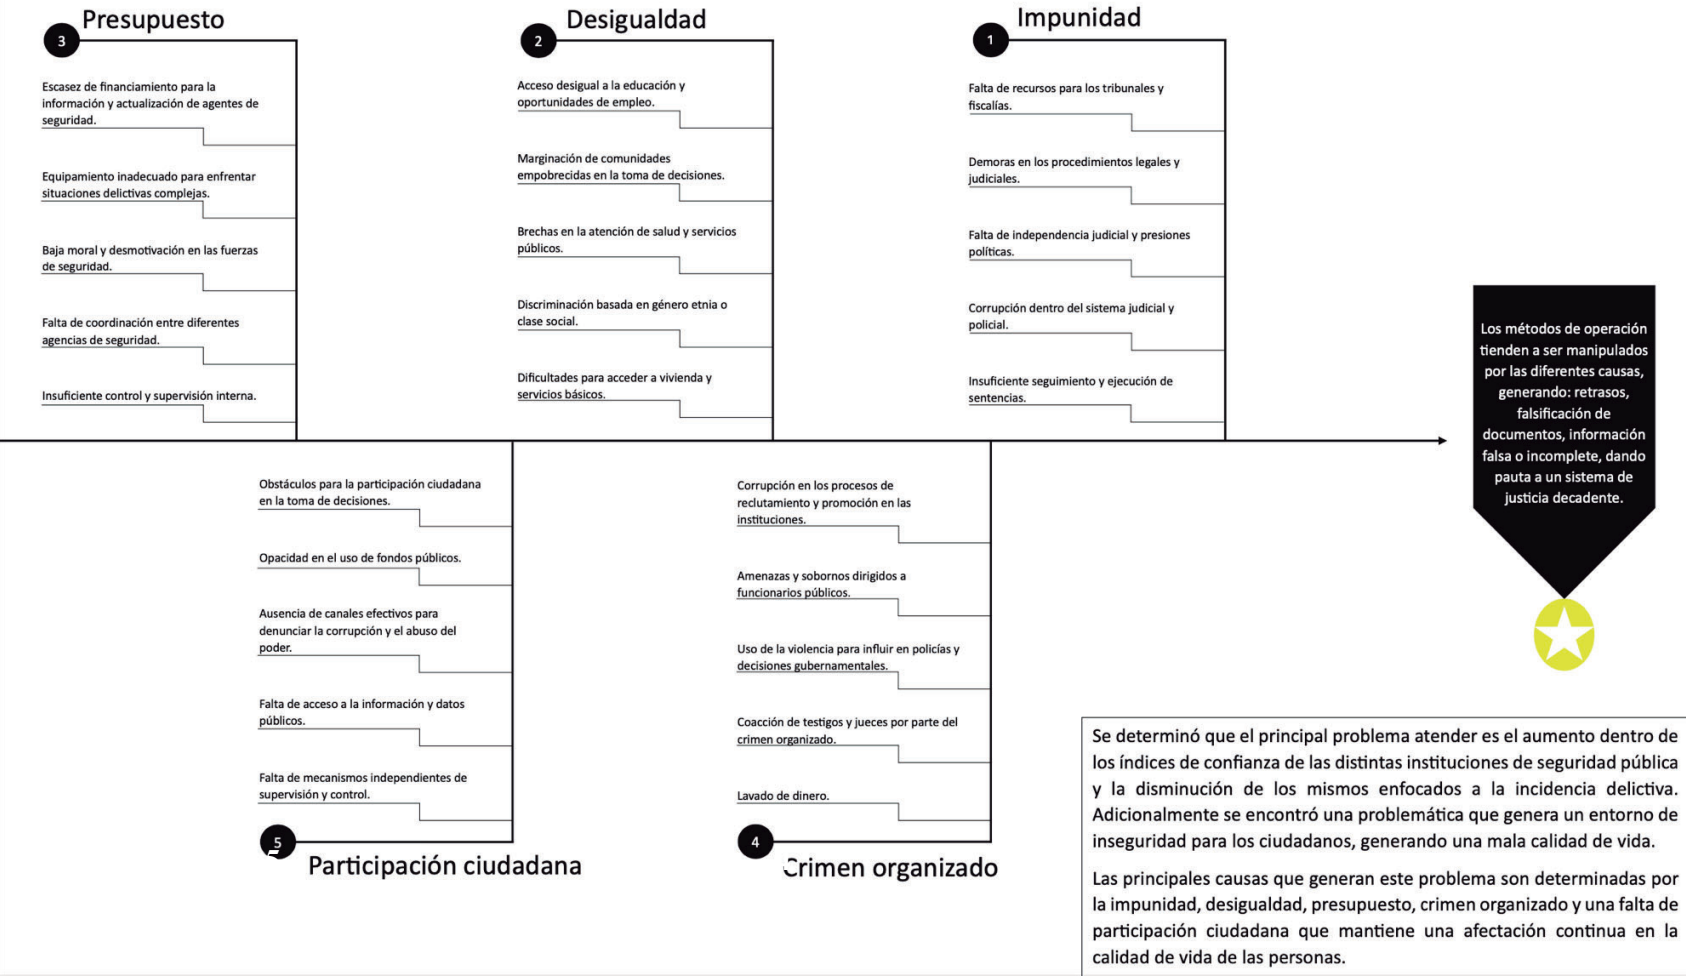 Presupuesto
3
Escasez de financiamiento para la
información y actualización de agentes de
seguridad.
Equipamiento inadecuado para enfrentar
situaciones delictivas complejas.
Baja moral y desmotivación en las fuerzas
de seguridad.
Falta de coordinación entre diferentes
agencias de seguridad.
Insuficiente control y supervisión interna.
Desigualdad
2
Acceso desigual a la educación y
oportunidades de empleo.
Marginación de comunidades
empobrecidas en la toma de decisiones.
Brechas en la atención de salud y servicios
públicos.
Discriminación basada en género etnia o
clase social.
Dificultades para acceder a vivienda y
servicios básicos.
Impunidad
1
Falta de recursos para los tribunales y
fiscalías.
Demoras en los procedimientos legales y
judiciales.
Falta de independencia judicial y presiones
políticas.
Corrupción dentro del sistema judicial y
policial.
Insuficiente seguimiento y ejecución de
sentencias.
Los métodos de operación
tienden a ser manipulados
por las diferentes causas,
generando: retrasos,
falsificación de
documentos, información
falsa o incomplete, dando
pauta a un sistema de
justicia decadente.
Obstáculos para la participación ciudadana
en la toma de decisiones.
Opacidad en el uso de fondos públicos.
Ausencia de canales efectivos para
denunciar la corrupción y el abuso del
poder.
Falta de acceso a la información y datos
públicos.
Falta de mecanismos independientes de
supervisión y control.
5
Participación ciudadana
Corrupción en los procesos de
reclutamiento y promoción en las
instituciones.
Amenazas y sobornos dirigidos a
funcionarios públicos.
Uso de la violencia para influir en policías y
decisiones gubernamentales.
Coacción de testigos y jueces por parte del
crimen organizado.
Lavado de dinero.
4
Crimen organizado
Se determinó que el principal problema atender es el aumento dentro de
los índices de confianza de las distintas instituciones de seguridad pública
y la disminución de los mismos enfocados a la incidencia delictiva.
Adicionalmente se encontró una problemática que genera un entorno de
inseguridad para los ciudadanos, generando una mala calidad de vida.
Las principales causas que generan este problema son determinadas por
la impunidad, desigualdad, presupuesto, crimen organizado y una falta de
participación ciudadana que mantiene una afectación continua en la
calidad de vida de las personas.